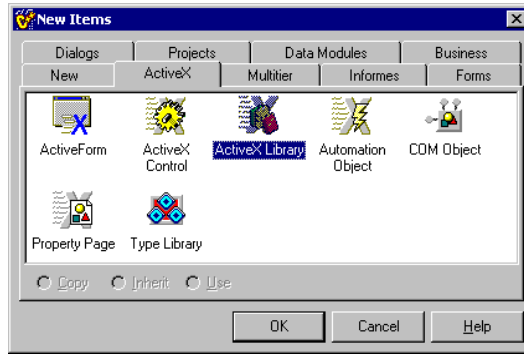 New Items
Dialogs Projects Data Modules Business
New ActiveX Multitier Informes Forms
ActiveForm ActiveX Control ActiveX Library Automation Object COM Object
Property Page Type Library
Copy Inherit Use
OK Cancel Help